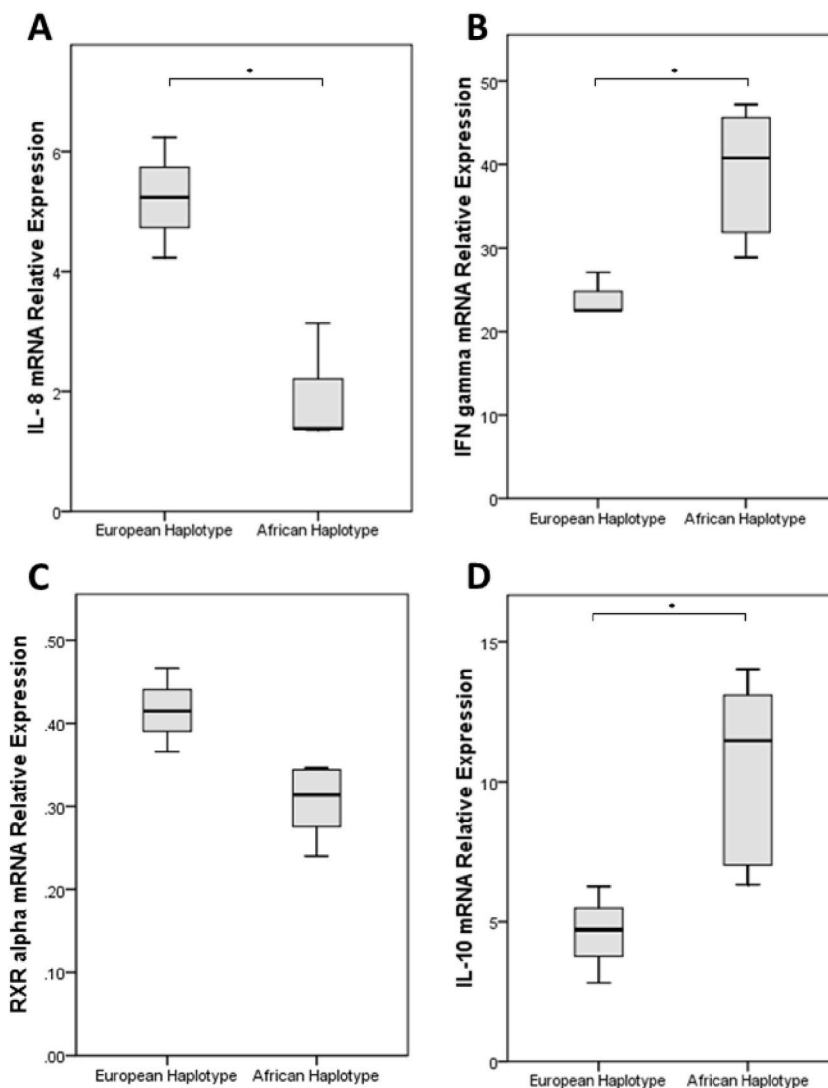 A
IL- 8 mRNA Relative Expression
6
4
2
0
*
European Haplotype African Haplotype
B
IFN gamma mRNA Relative Expression
50
40
30
20
10
0
*
European Haplotype African Haplotype
C
RXR alpha mRNA Relative Expression
.50
.40
.30
.20
.10
.00
European Haplotype African Haplotype
D
IL-10 mRNA Relative Expression
15
10
5
0
*
European Haplotype African Haplotype